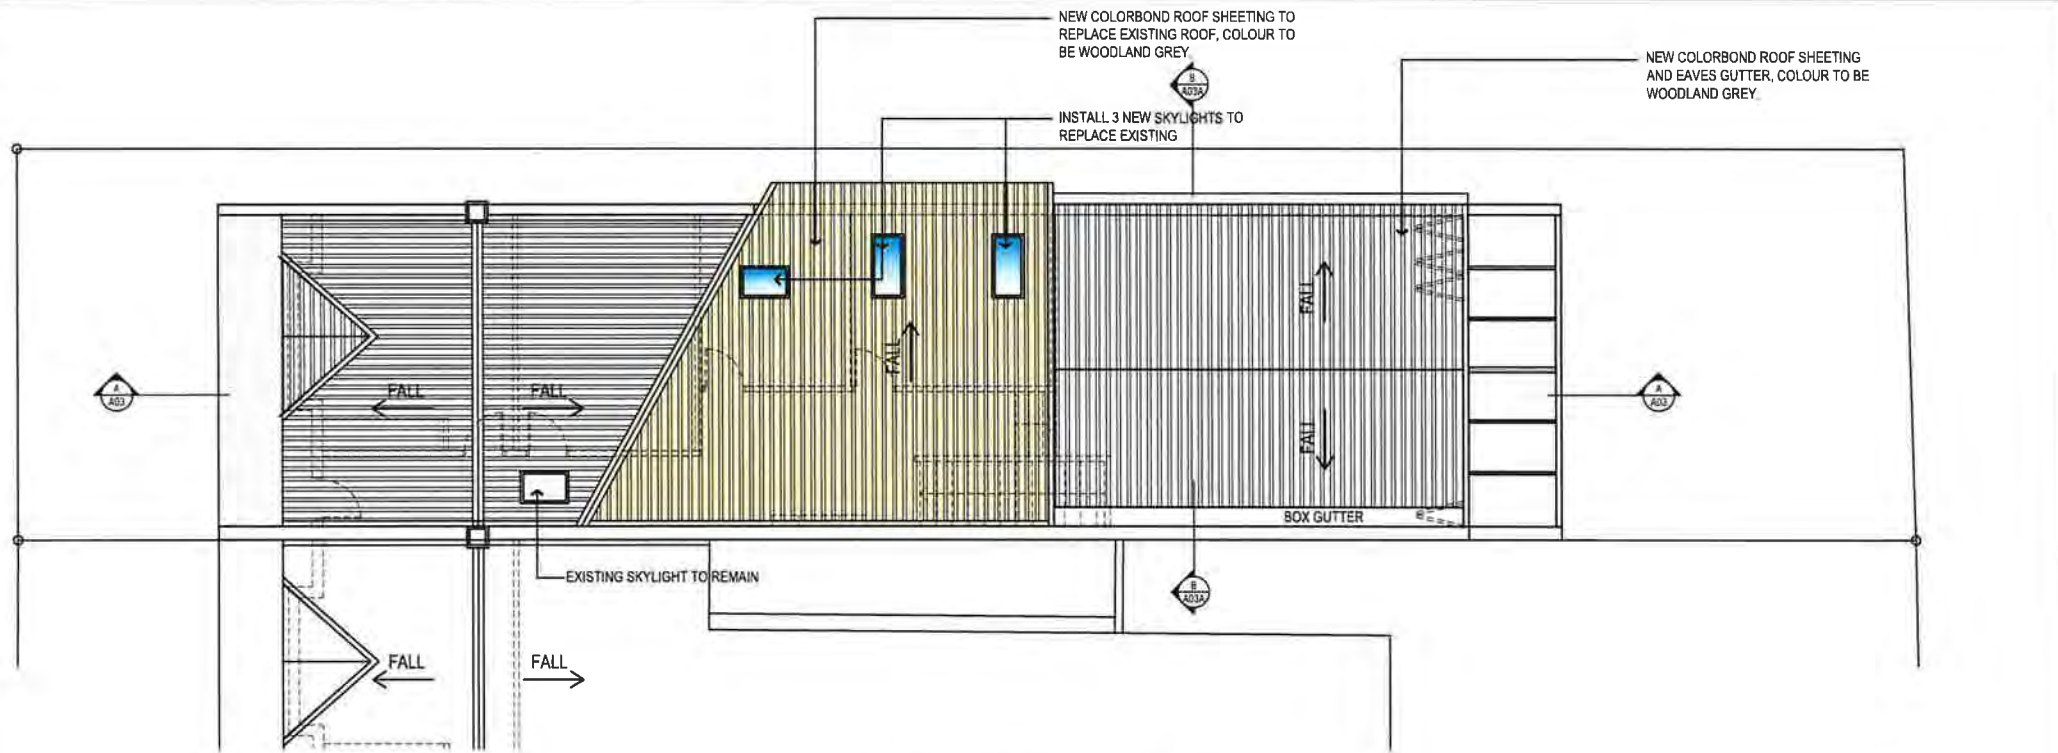 NEW COLORBOND ROOF SHEETING TO
REPLACE EXISTING ROOF, COLOUR TO
BE WOODLAND GREY
NEW COLORBOND ROOF SHEETING
AND EAVES GUTTER, COLOUR TO BE
WOODLAND GREY
B
A03A
INSTALL 3 NEW SKYLIGHTS TO
REPLACE EXISTING
FALL
FALL
A
A03
FALL
FALL
A
A03
FALL
BOX GUTTER
EXISTING SKYLIGHT TO REMAIN
B
A03A
FALL
FALL